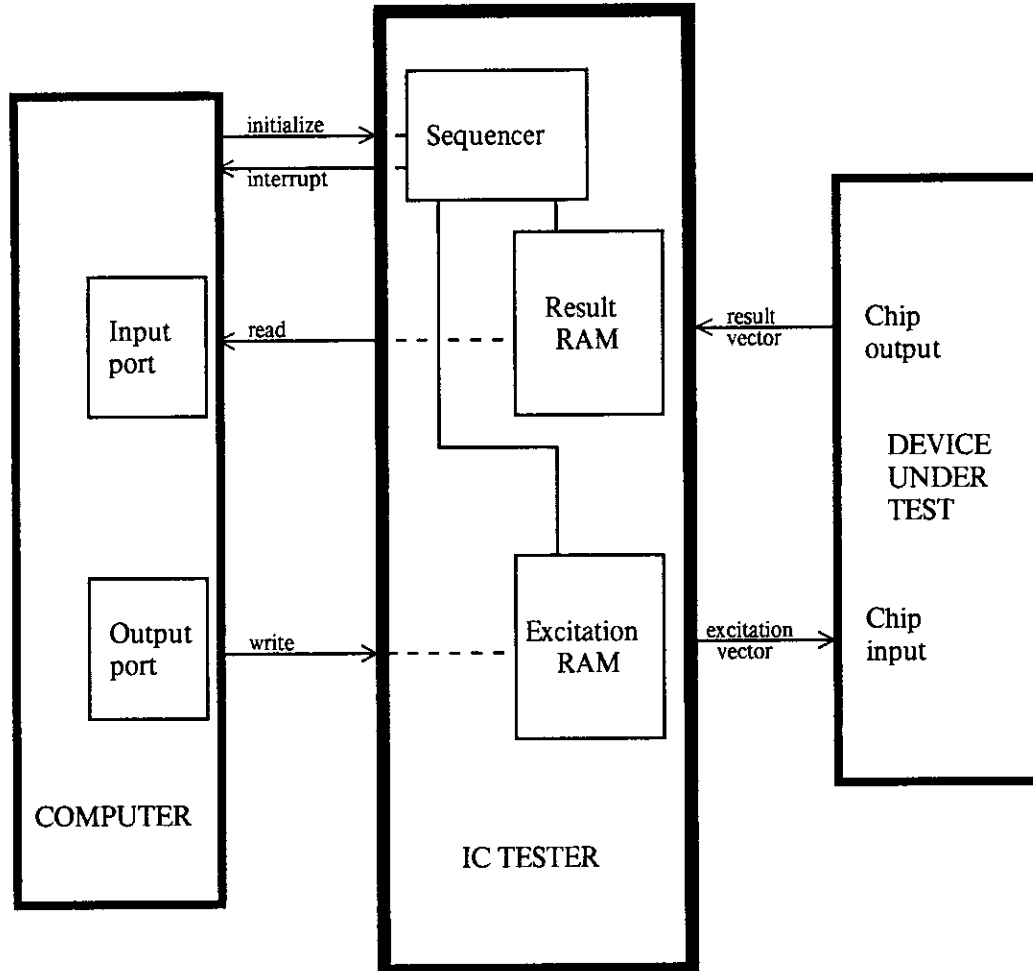 initialize
interrupt
Sequencer
Input
port
read
Result
RAM
result
vector
Chip
output
DEVICE
UNDER
TEST
Output
port
write
Excitation
RAM
excitation
vector
Chip
input
COMPUTER
IC TESTER